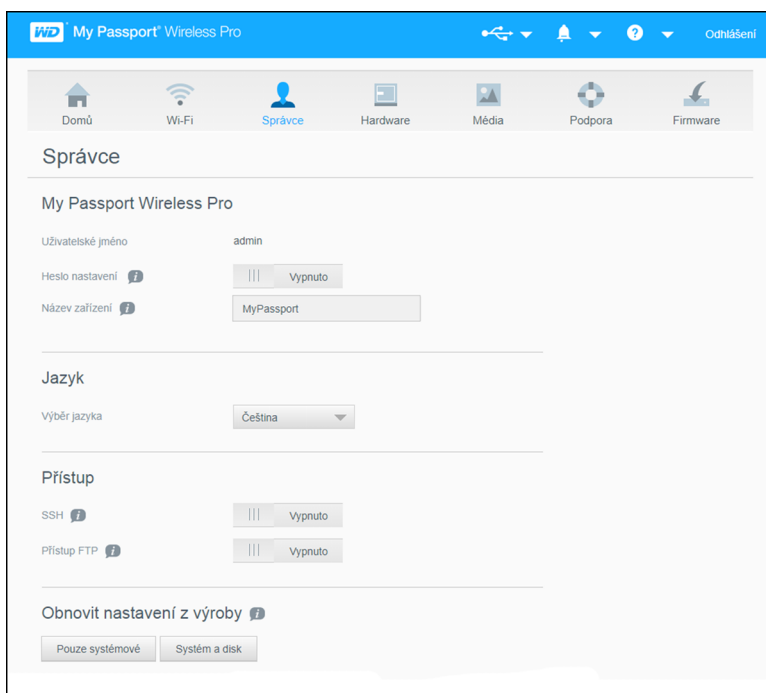 WD My Passport® Wireless Pro
Odhlášení
Domů Wi-Fi Správce Hardware Média Podpora Firmware
Správce
My Passport Wireless Pro
Uživatelské jméno admin
Heslo nastavení Vypnuto
Název zařízení MyPassport
Jazyk
Výběr jazyka Čeština
Přístup
SSH Vypnuto
Přístup FTP Vypnuto
Obnovit nastavení z výroby
Pouze systémové Systém a disk